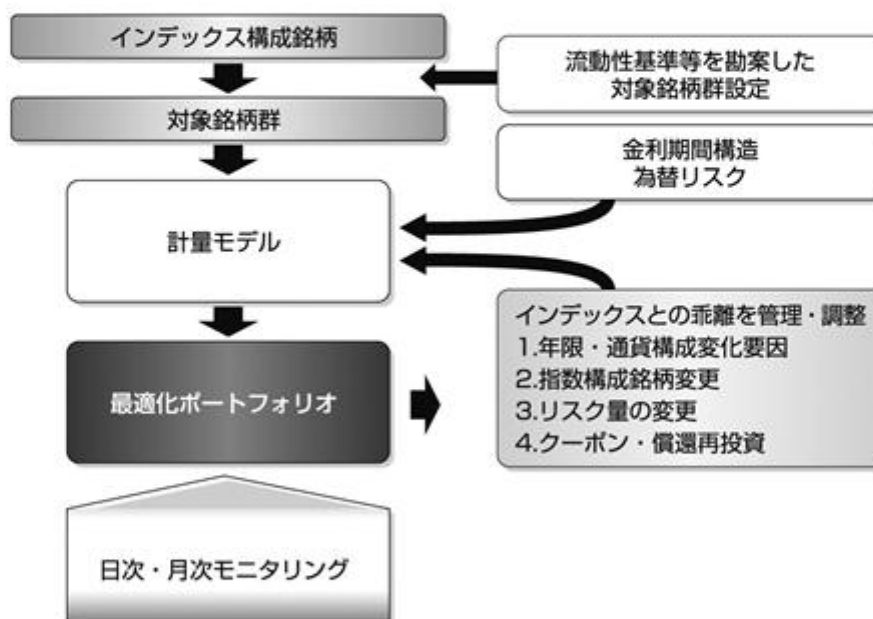 インデックス構成銘柄
流動性基準等を勘案した
対象銘柄群設定
対象銘柄群
金利期間構造
為替リスク
計量モデル
インデックスとの乖離を管理・調整
1.年限・通貨構成変化要因
2.指数構成銘柄変更
3.リスク量の変更
4.クーポン・償還再投資
最適化ポートフォリオ
日次・月次モニタリング